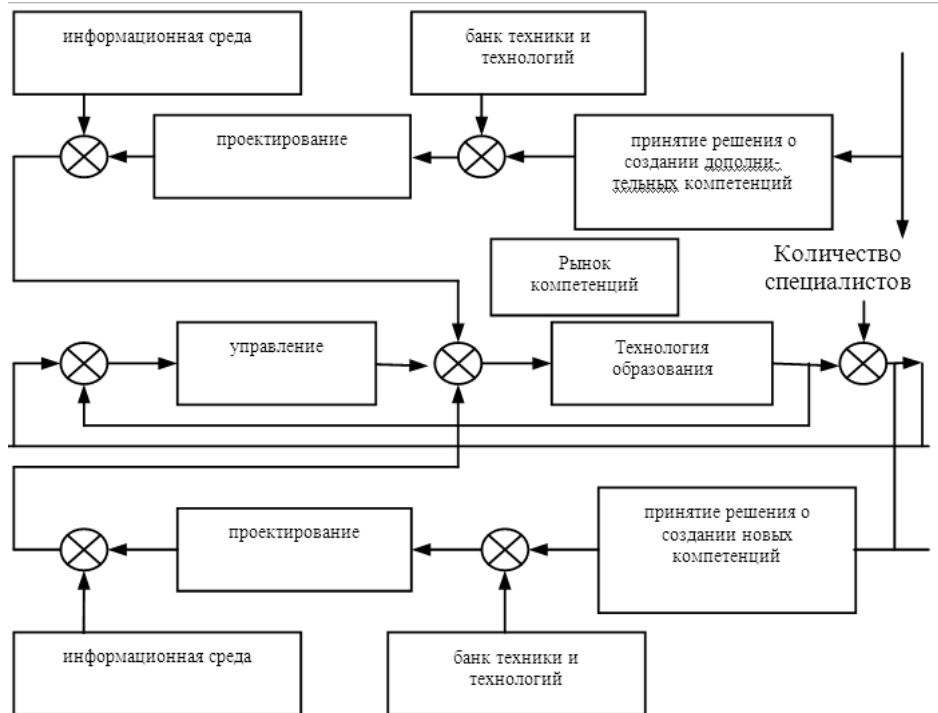 информационная среда
банк техники и
технологий
проектирование
принятие решения о
создании дополни-
тельных компетенций
Рынок
компетенций
Количество
специалистов
управление
Технология
образования
проектирование
принятие решения о
создании новых
компетенций
информационная среда
банк техники и
технологий